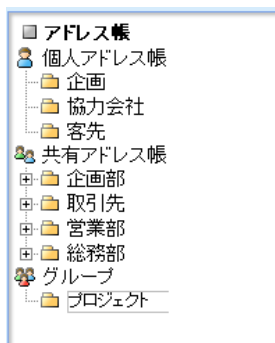 アドレス帳
個人アドレス帳
企画
協力会社
客先
共有アドレス帳
企画部
取引先
営業部
総務部
グループ
プロジェクト